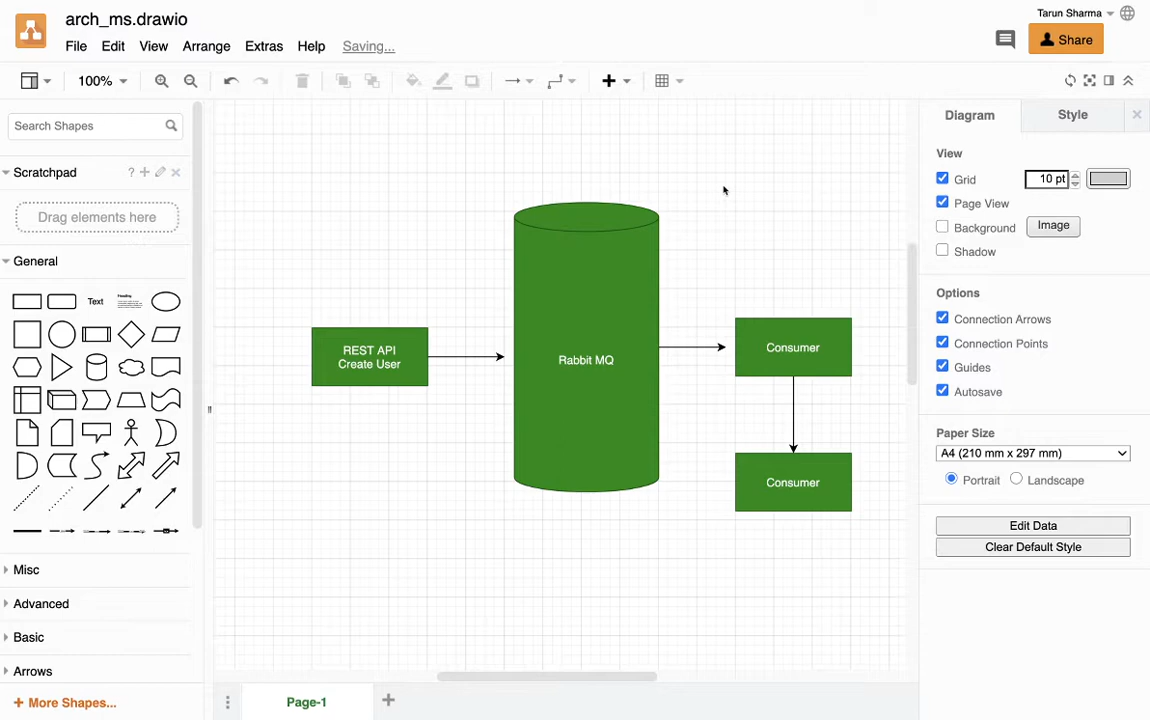 arch_ms.drawio
Tarun Sharma
File Edit View Arrange Extras Help Saving...
Share
100%
Search Shapes
Scratchpad
?
Drag elements here
General
Text
Heading
Misc
Advanced
Basic
Arrows
+ More Shapes...
REST API
Create User
Rabbit MQ
Consumer
Consumer
Page-1
Diagram
Style
View
Grid
10 pt
Page View
Background
Image
Shadow
Options
Connection Arrows
Connection Points
Guides
Autosave
Paper Size
A4 (210 mm x 297 mm)
Portrait
Landscape
Edit Data
Clear Default Style